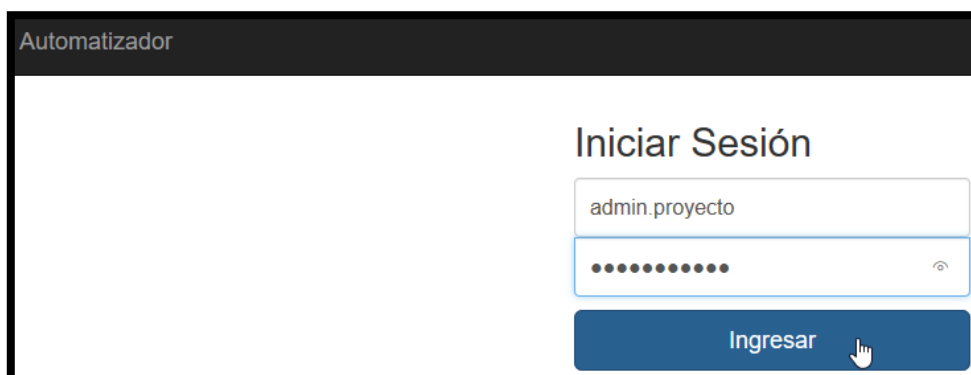 Automatizador
Iniciar Sesión
admin.proyecto
•••••••••••
Ingresar